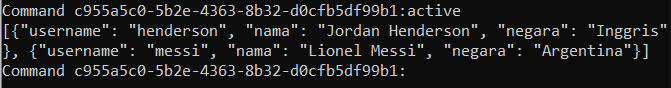 Command c955a5c0-5b2e-4363-8b32-d0cfb5df99b1:active
[{"username": "henderson", "nama": "Jordan Henderson", "negara": "Inggris"
}, {"username": "messi", "nama": "Lionel Messi", "negara": "Argentina"}]
Command c955a5c0-5b2e-4363-8b32-d0cfb5df99b1: